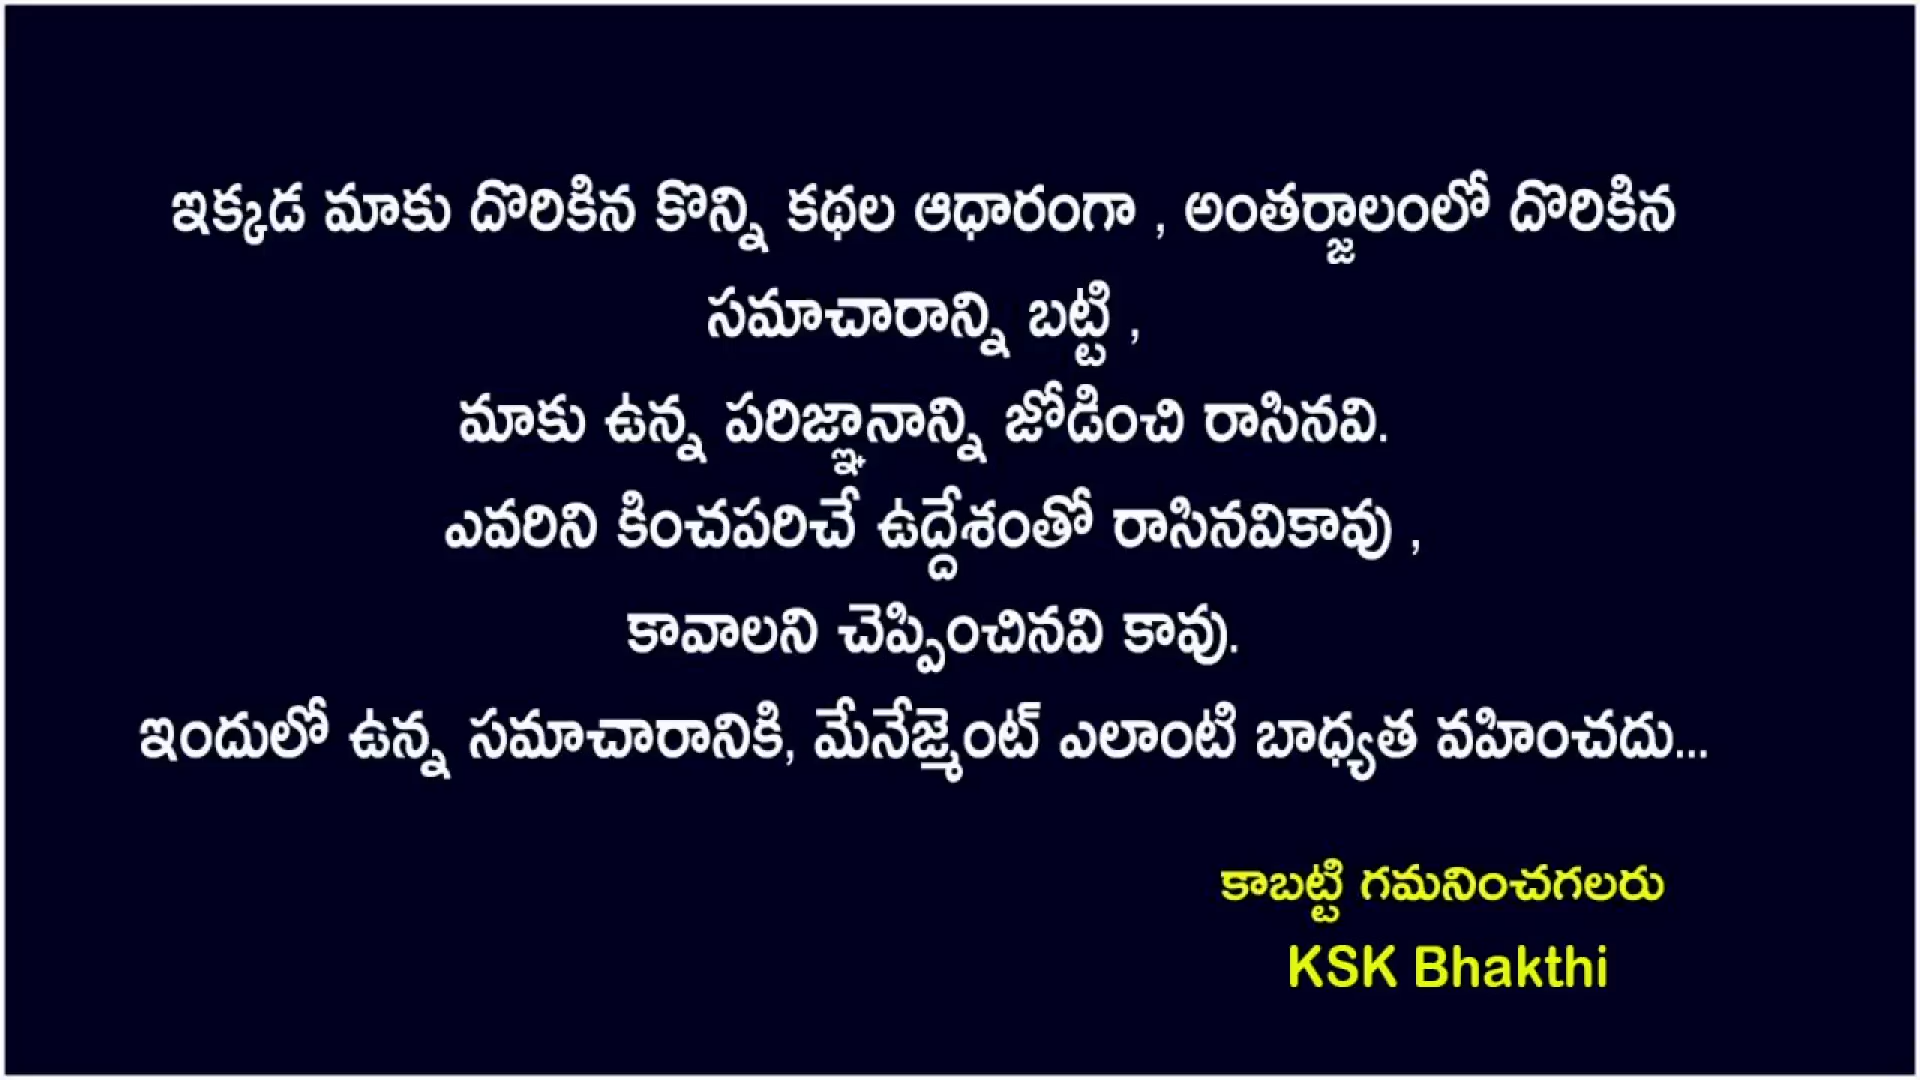 ఇక్కడ మాకు దొరికిన కొన్ని కథల ఆధారంగా , అంతర్జాలంలో దొరికిన
సమాచారాన్ని బట్టి ,
మాకు ఉన్న పరిజ్ఞానాన్ని జోడించి రాసినవి.
ఎవరిని కించపరిచే ఉద్దేశంతో రాసినవికావు ,
కావాలని చెప్పించినవి కావు.
ఇందులో ఉన్న సమాచారానికి, మేనేజ్మెంట్ ఎలాంటి బాధ్యత వహించదు...
కాబట్టి గమనించగలరు
KSK Bhakthi